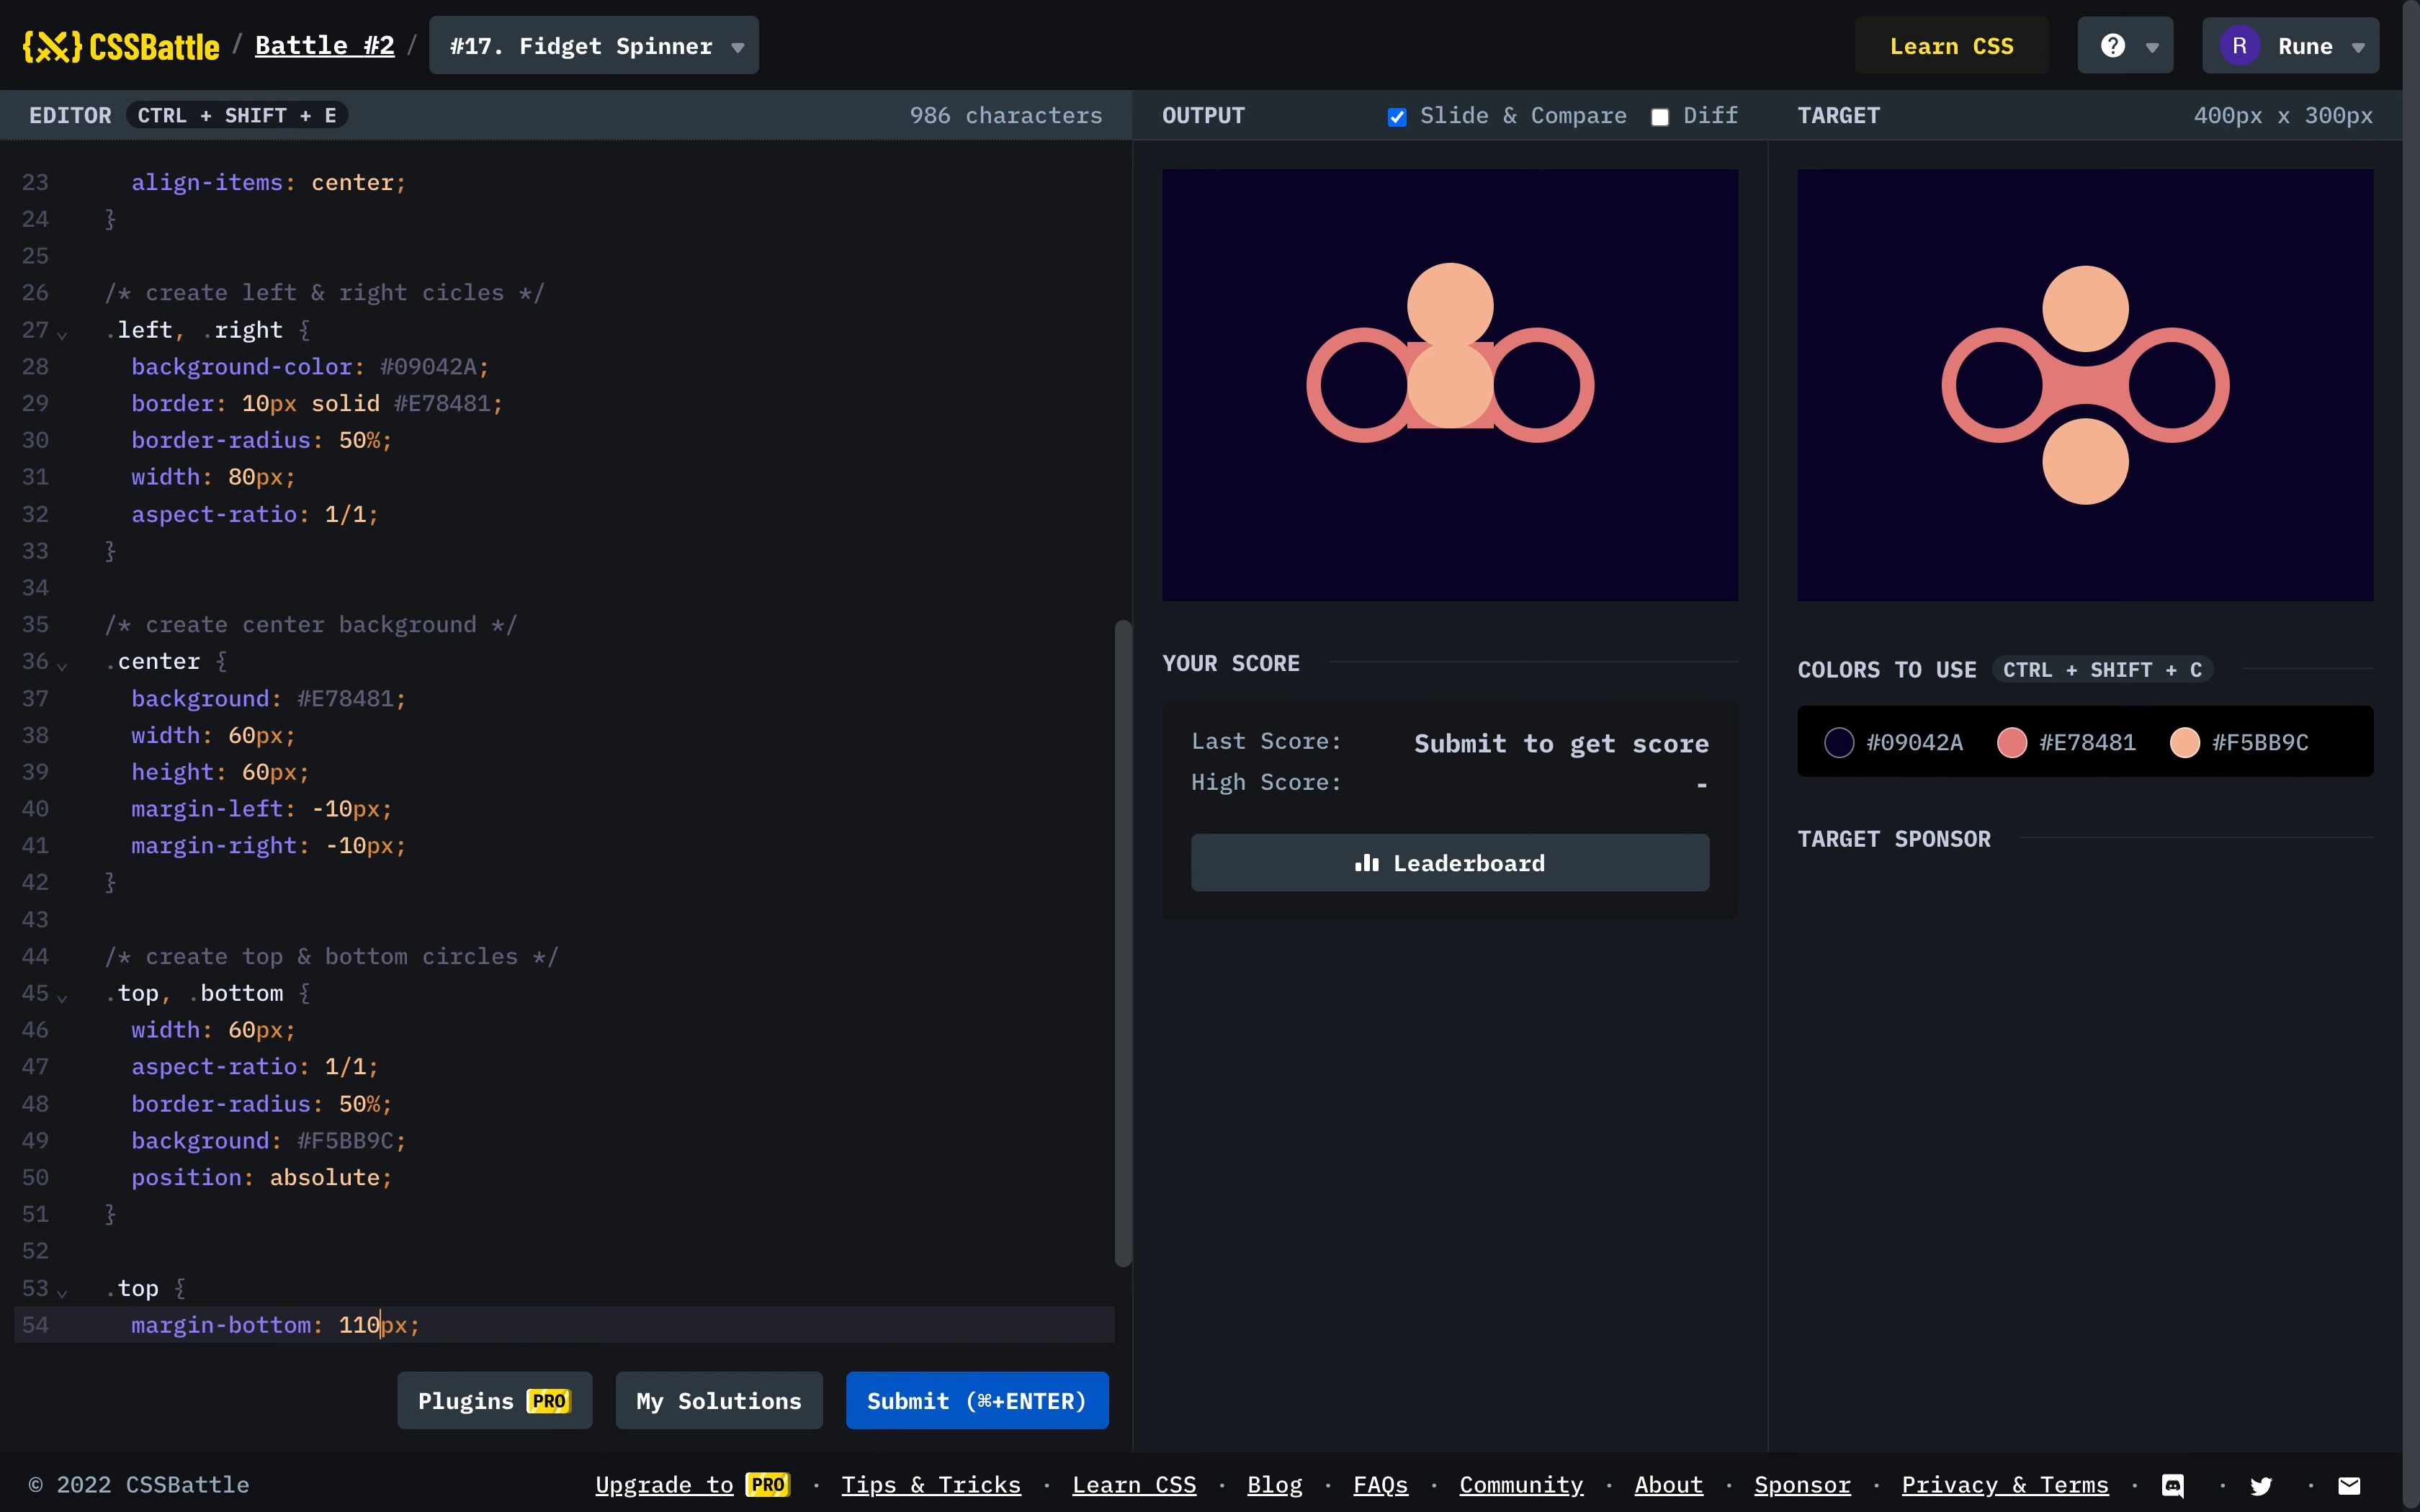 {X} CSSBattle / Battle #2 / #17. Fidget Spinner
Learn CSS
?
R Rune
EDITOR CTRL + SHIFT + E 986 characters
OUTPUT Slide & Compare Diff
TARGET 400px x 300px
23 align-items: center;
24 }
25
26 /* create left & right cicles */
27 .left, .right {
28 background-color: #09042A;
29 border: 10px solid #E78481;
30 border-radius: 50%;
31 width: 80px;
32 aspect-ratio: 1/1;
33 }
34
35 /* create center background */
36 .center {
37 background: #E78481;
38 width: 60px;
39 height: 60px;
40 margin-left: -10px;
41 margin-right: -10px;
42 }
43
44 /* create top & bottom circles */
45 .top, .bottom {
46 width: 60px;
47 aspect-ratio: 1/1;
48 border-radius: 50%;
49 background: #F5BB9C;
50 position: absolute;
51 }
52
53 .top {
54 margin-bottom: 110px;
Plugins PRO
My Solutions
Submit (⌘+ENTER)
YOUR SCORE
Last Score: Submit to get score
High Score: -
Leaderboard
COLORS TO USE CTRL + SHIFT + C
#09042A #E78481 #F5BB9C
TARGET SPONSOR
© 2022 CSSBattle
Upgrade to PRO · Tips & Tricks · Learn CSS · Blog · FAQs · Community · About · Sponsor · Privacy & Terms · · ·